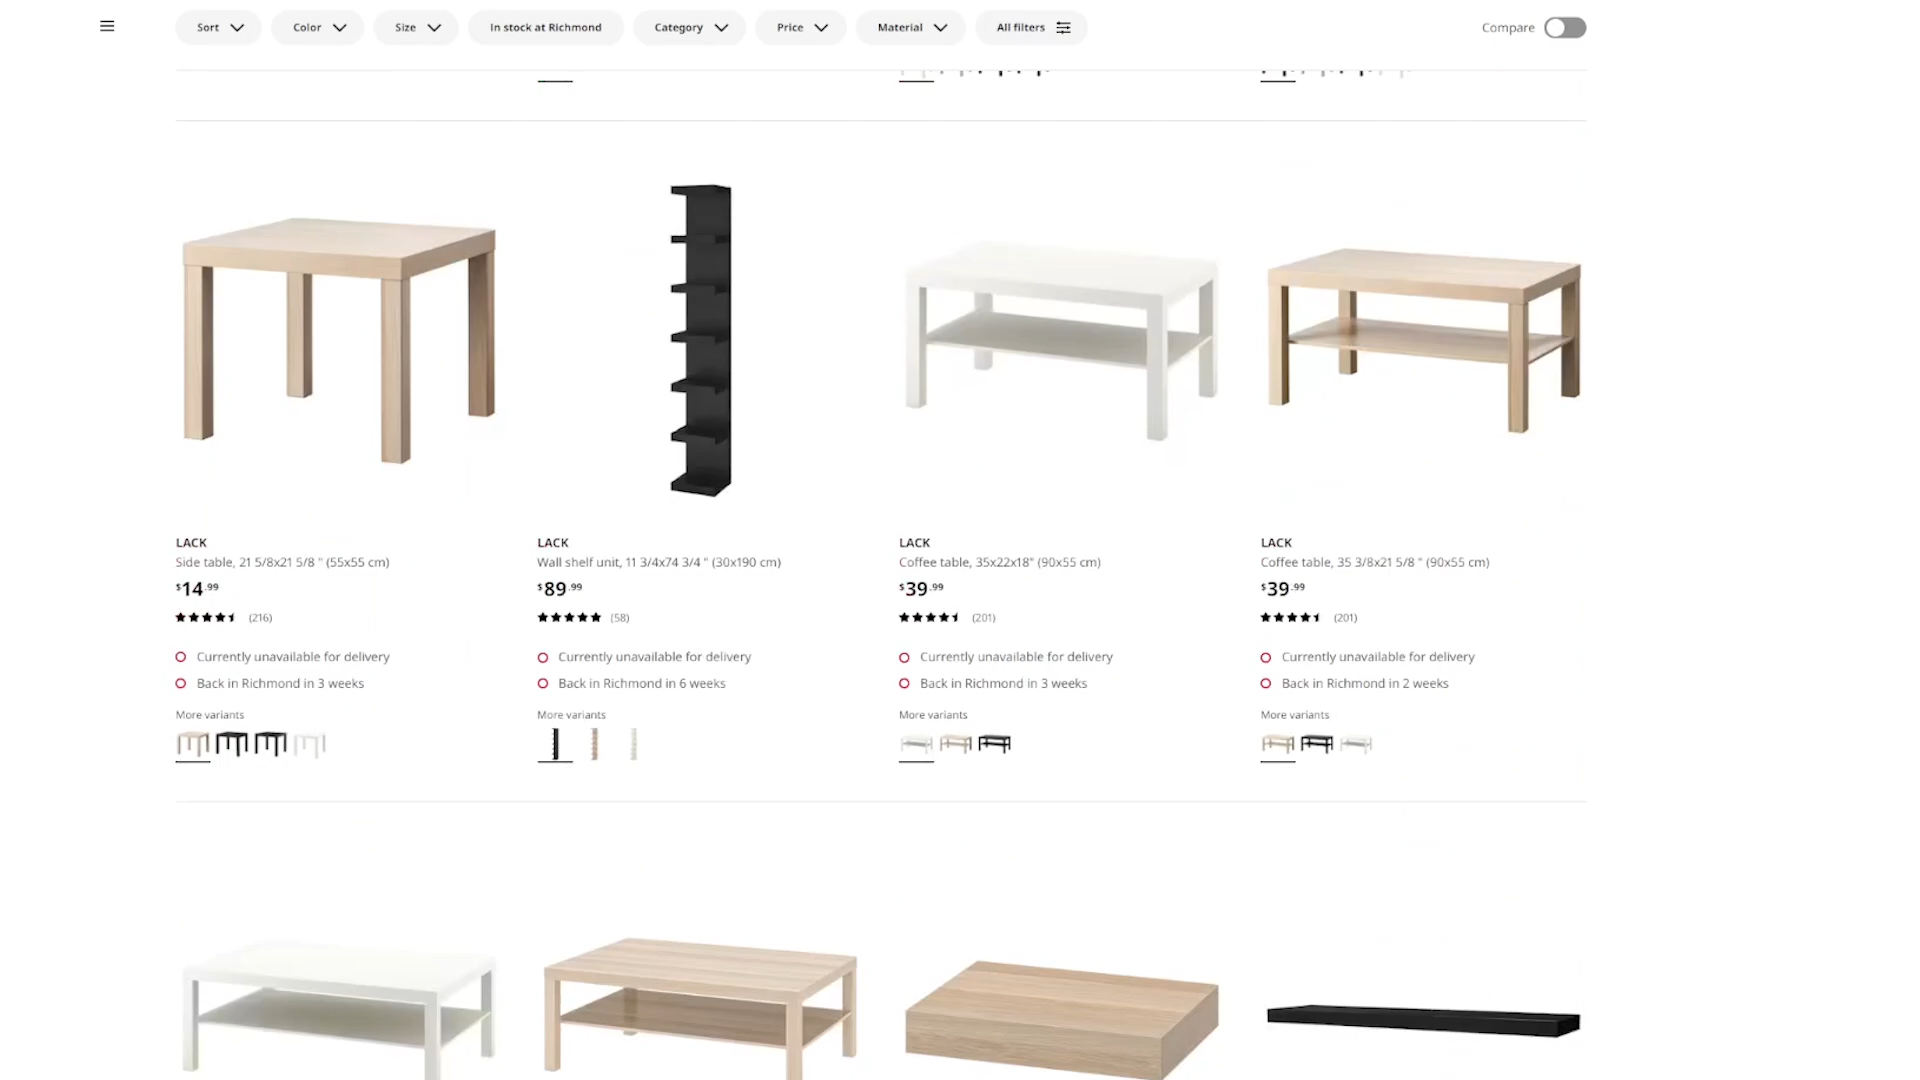 Sort
Color
Size
In stock at Richmond
Category
Price
Material
All filters
Compare
LACK
Side table, 21 5/8x21 5/8 " (55x55 cm)
$14.99
(216)
Currently unavailable for delivery
Back in Richmond in 3 weeks
More variants
LACK
Wall shelf unit, 11 3/4x74 3/4 " (30x190 cm)
$89.99
(58)
Currently unavailable for delivery
Back in Richmond in 6 weeks
More variants
LACK
Coffee table, 35x22x18" (90x55 cm)
$39.99
(201)
Currently unavailable for delivery
Back in Richmond in 3 weeks
More variants
LACK
Coffee table, 35 3/8x21 5/8 " (90x55 cm)
$39.99
(201)
Currently unavailable for delivery
Back in Richmond in 2 weeks
More variants